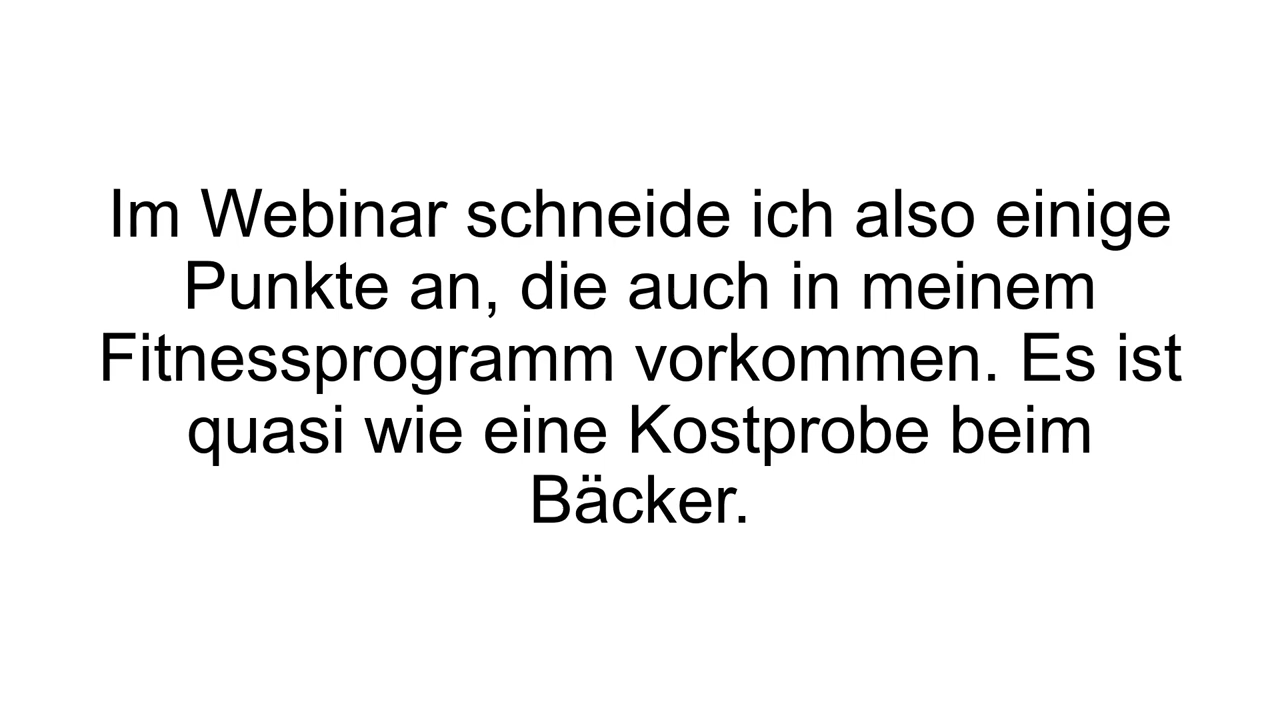 Im Webinar schneide ich also einige
Punkte an, die auch in meinem
Fitnessprogramm vorkommen. Es ist
quasi wie eine Kostprobe beim
Bäcker.